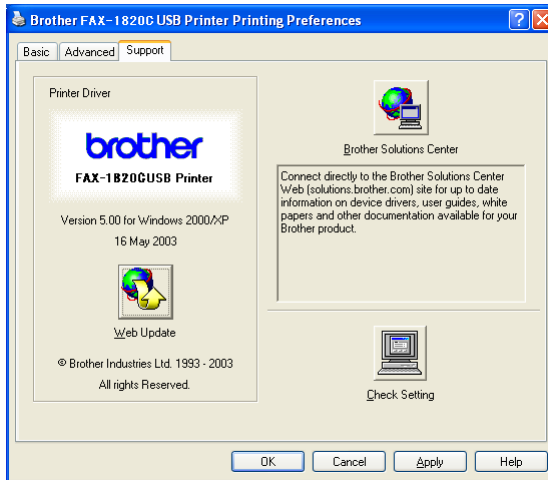 Brother FAX-1820C USB Printer Printing Preferences
Basic
Advanced
Support
Printer Driver
brother
FAX-1820CUSB Printer
Version 5.00 for Windows 2000/XP
16 May 2003
Web Update
© Brother Industries Ltd. 1993 - 2003
All rights Reserved.
Brother Solutions Center
Connect directly to the Brother Solutions Center
Web (solutions.brother.com) site for up to date
information on device drivers, user guides, white
papers and other documentation available for your
Brother product.
Check Setting
OK
Cancel
Apply
Help